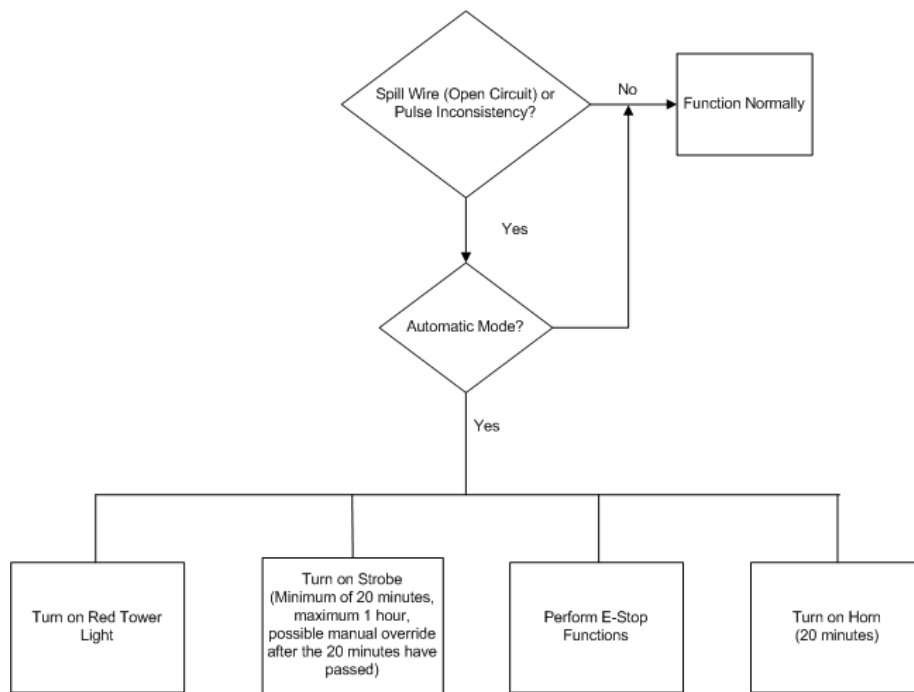 Spill Wire (Open Circuit) or
Pulse Inconsistency?
No
Function Normally
Yes
Automatic Mode?
Yes
Turn on Red Tower
Light
Turn on Strobe
(Minimum of 20 minutes,
maximum 1 hour,
possible manual override
after the 20 minutes have
passed)
Perform E-Stop
Functions
Turn on Horn
(20 minutes)